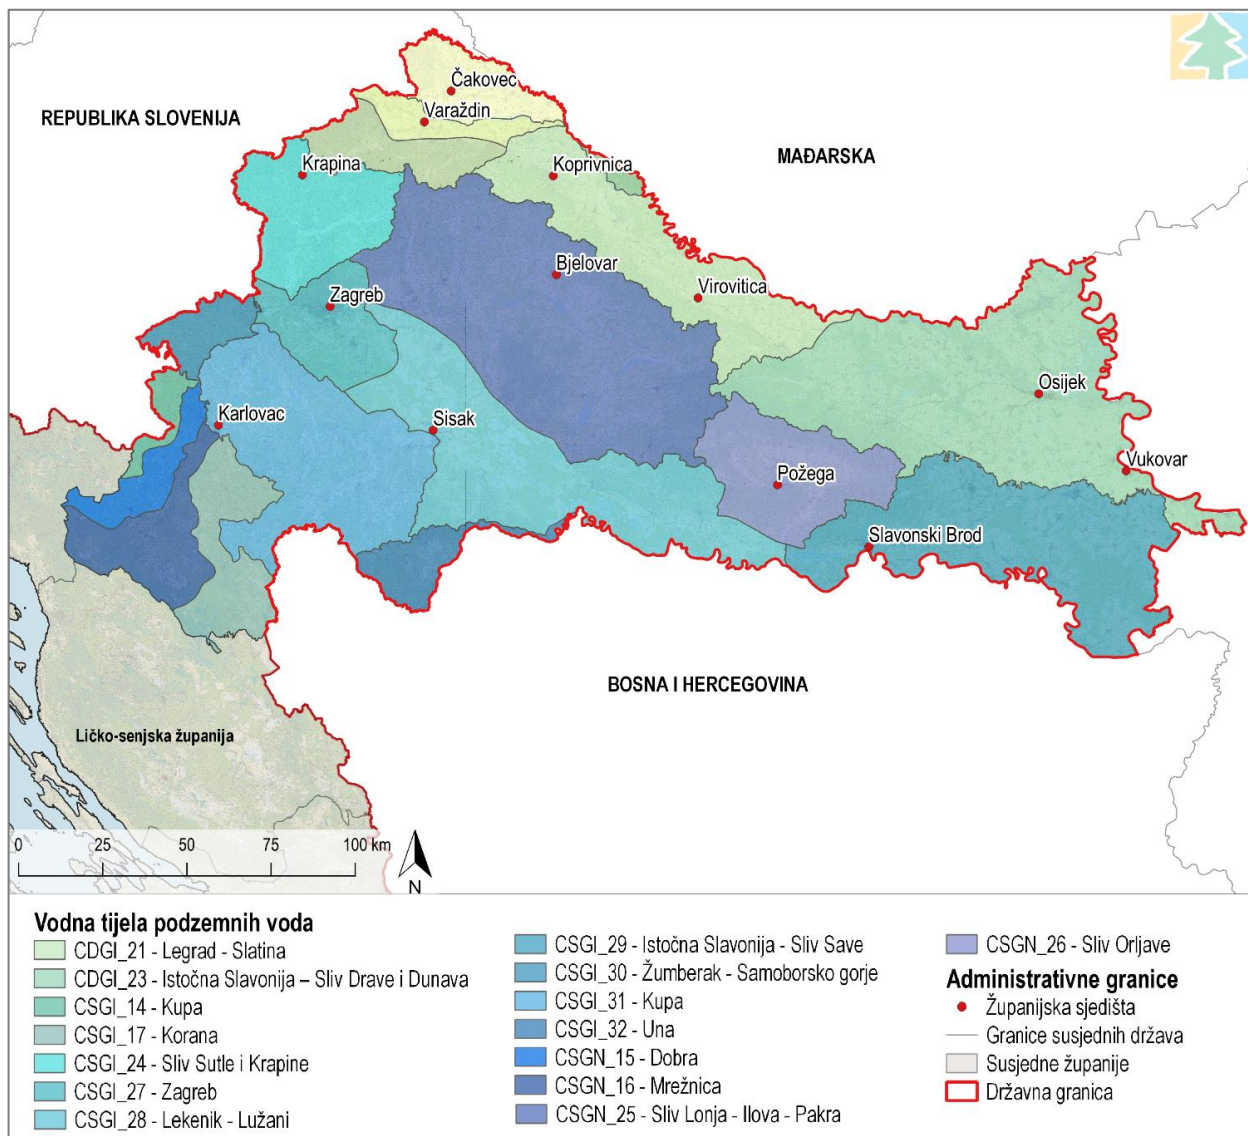 Čakovec
Varaždin
REPUBLIKA SLOVENIJA
MAĐARSKA
Krapina
Koprivnica
Bjelovar
Zagreb
Virovitica
Osijek
Karlovac
Sisak
Vukovar
Požega
Slavonski Brod
BOSNA I HERCEGOVINA
Ličko-senjska županija
0 25 50 75 100 km
N
Vodna tijela podzemnih voda
CDGI_21 - Legrad - Slatina
CDGI_23 - Istočna Slavonija – Sliv Drave i Dunava
CSGI_14 - Kupa
CSGI_17 - Korana
CSGI_24 - Sliv Sutle i Krapine
CSGI_27 - Zagreb
CSGI_28 - Lekenik - Lužani
CSGI_29 - Istočna Slavonija - Sliv Save
CSGI_30 - Žumberak - Samoborsko gorje
CSGI_31 - Kupa
CSGI_32 - Una
CSGN_15 - Dobra
CSGN_16 - Mrežnica
CSGN_25 - Sliv Lonja - Ilova - Pakra
CSGN_26 - Sliv Orljave
Administrativne granice
Županijska sjedišta
Granice susjednih država
Susjedne županije
Državna granica